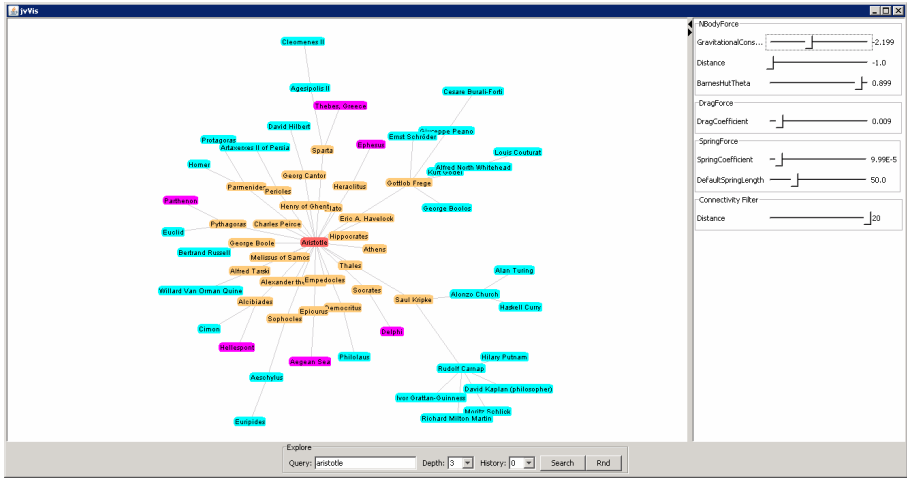 jvVis
Cleomenes II
Agesipolis II
Cesare Burali-Forti
Thebes, Greece
David Hilbert
Giuseppe Peano
Ernst Schröder
Protagoras
Artaxerxes II of Persia
Sparta
Ephesus
Louis Couturat
Homer
Alfred North Whitehead
Kurt Godel
Georg Cantor
Gottlob Frege
Parmenides
Pericles
Heraclitus
Parthenon
Henry of Ghent
Plato
George Boolos
Eric A. Havelock
Pythagoras
Charles Peirce
Euclid
Hippocrates
George Boole
Aristotle
Athens
Bertrand Russell
Melissus of Samos
Thales
Alfred Tarski
Alan Turing
Alexander the
Empedocles
Willard Van Orman Quine
Socrates
Alonzo Church
Alcibiades
Saul Kripke
Haskell Curry
Epicurus
Democritus
Sophocles
Cimon
Delphi
Hellespont
Hilary Putnam
Aegean Sea
Philolaus
Rudolf Carnap
Aeschylus
David Kaplan (philosopher)
Ivor Grattan-Guinness
Moritz Schlick
Richard Milton Martin
Euripides
NBodyForce
GravitationalCons... -2.199
Distance -1.0
BarnesHutTheta 0.899
DragForce
DragCoefficient 0.009
SpringForce
SpringCoefficient 9.99E-5
DefaultSpringLength 50.0
Connectivity Filter
Distance 20
Explore
Query: aristotle Depth: 3 History: 0 Search Rnd